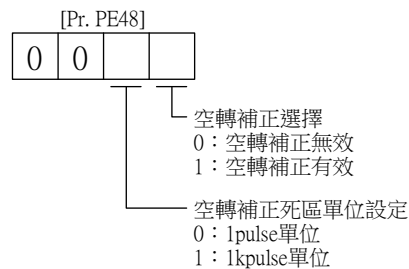 [Pr. PE48]
0 0
空轉補正選擇
0：空轉補正無效
1：空轉補正有效
空轉補正死區單位設定
0：1pulse單位
1：1kpulse單位